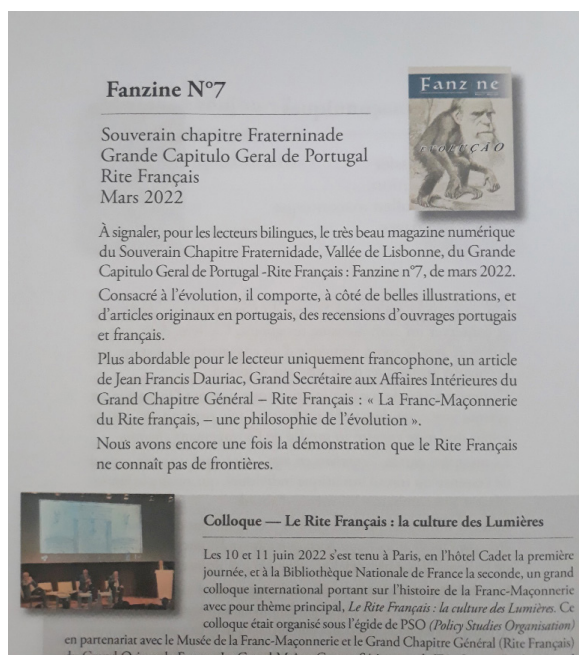 Fanzine N°7
Fanz ne
EVOLUÇÃO
Souverain chapitre Fraterninade
Grande Capitulo Geral de Portugal
Rite Français
Mars 2022
À signaler, pour les lecteurs bilingues, le très beau magazine numérique
du Souverain Chapitre Fraternidade, Vallée de Lisbonne, du Grande
Capitulo Geral de Portugal -Rite Français : Fanzine n°7, de mars 2022.
Consacré à l'évolution, il comporte, à côté de belles illustrations, et
d'articles originaux en portugais, des recensions d'ouvrages portugais
et français.
Plus abordable pour le lecteur uniquement francophone, un article
de Jean Francis Dauriac, Grand Secrétaire aux Affaires Intérieures du
Grand Chapitre Général – Rite Français : « La Franc-Maçonnerie
du Rite français, – une philosophie de l'évolution ».
Nous avons encore une fois la démonstration que le Rite Français
ne connaît pas de frontières.
Colloque — Le Rite Français : la culture des Lumières
Les 10 et 11 juin 2022 s'est tenu à Paris, en l'hôtel Cadet la première
journée, et à la Bibliothèque Nationale de France la seconde, un grand
colloque international portant sur l'histoire de la Franc-Maçonnerie
avec pour thème principal, Le Rite Français : la culture des Lumières. Ce
colloque était organisé sous l'égide de PSO (Policy Studies Organisation)
en partenariat avec le Musée de la Franc-Maçonnerie et le Grand Chapitre Général (Rite Français)